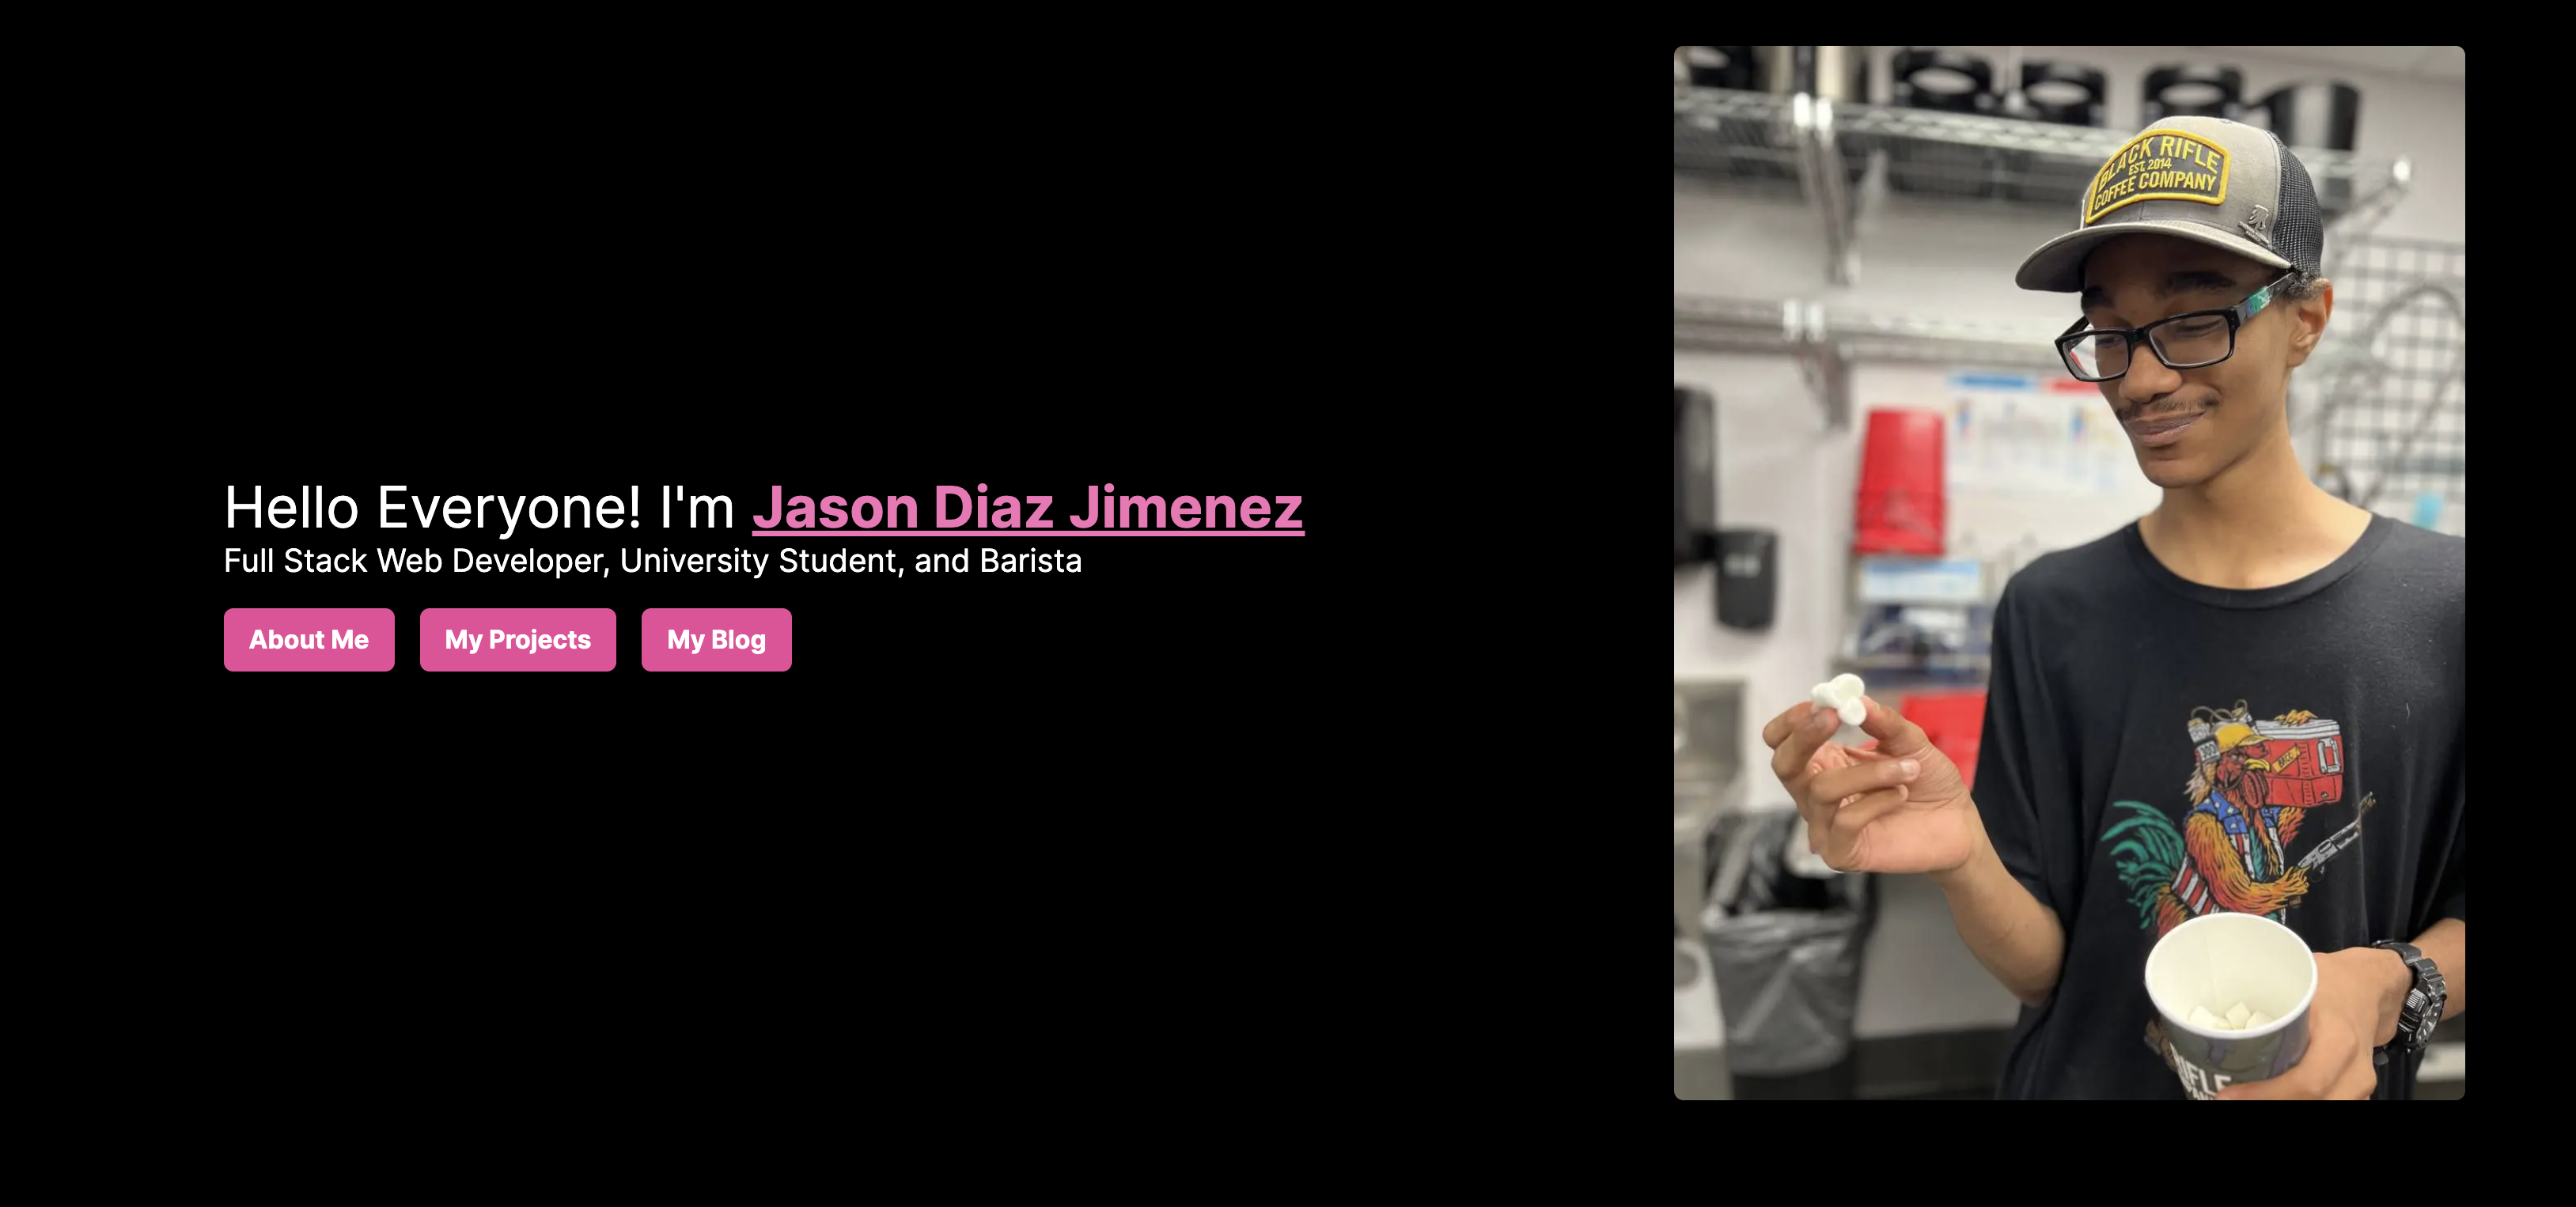 Hello Everyone! I'm Jason Diaz Jimenez
Full Stack Web Developer, University Student, and Barista
About Me
My Projects
My Blog
BLACK RIFLE
EST. 2014
COFFEE COMPANY